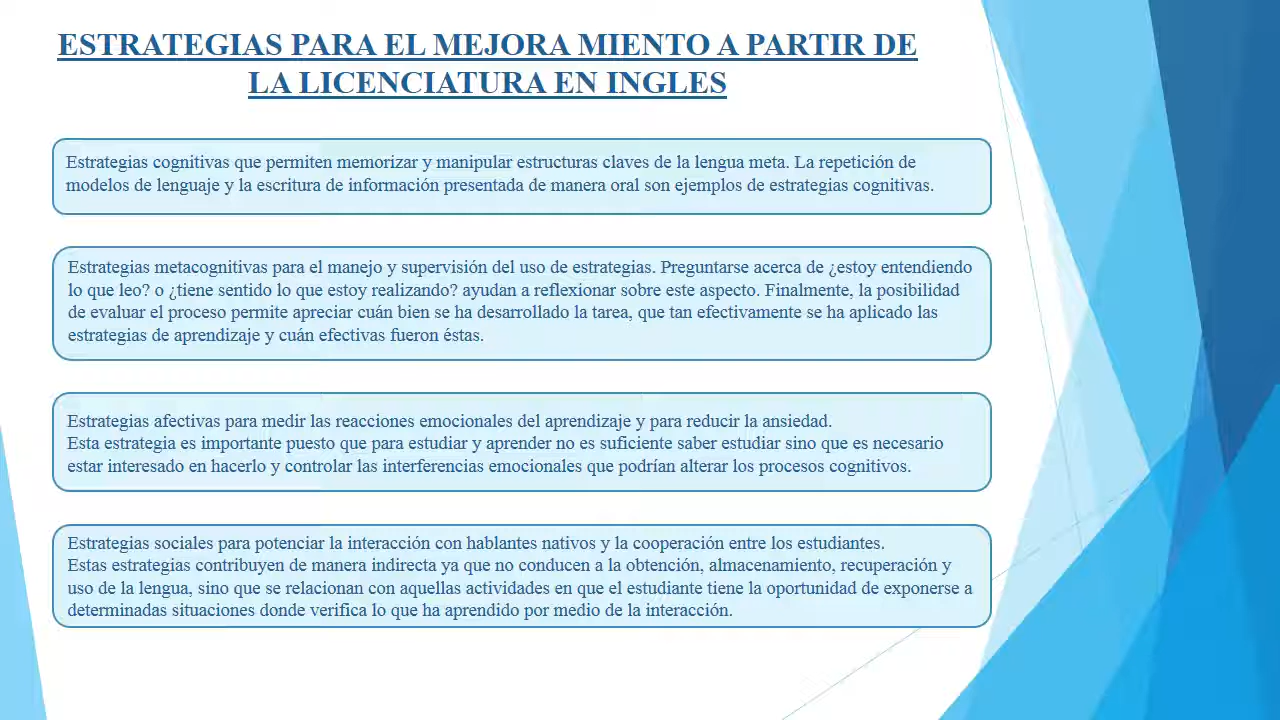 ESTRATEGIAS PARA EL MEJORA MIENTO A PARTIR DE
LA LICENCIATURA EN INGLES
Estrategias cognitivas que permiten memorizar y manipular estructuras claves de la lengua meta. La repetición de
modelos de lenguaje y la escritura de información presentada de manera oral son ejemplos de estrategias cognitivas.
Estrategias metacognitivas para el manejo y supervisión del uso de estrategias. Preguntarse acerca de ¿estoy entendiendo
lo que leo? o ¿tiene sentido lo que estoy realizando? ayudan a reflexionar sobre este aspecto. Finalmente, la posibilidad
de evaluar el proceso permite apreciar cuán bien se ha desarrollado la tarea, que tan efectivamente se ha aplicado las
estrategias de aprendizaje y cuán efectivas fueron éstas.
Estrategias afectivas para medir las reacciones emocionales del aprendizaje y para reducir la ansiedad.
Esta estrategia es importante puesto que para estudiar y aprender no es suficiente saber estudiar sino que es necesario
estar interesado en hacerlo y controlar las interferencias emocionales que podrían alterar los procesos cognitivos.
Estrategias sociales para potenciar la interacción con hablantes nativos y la cooperación entre los estudiantes.
Estas estrategias contribuyen de manera indirecta ya que no conducen a la obtención, almacenamiento, recuperación y
uso de la lengua, sino que se relacionan con aquellas actividades en que el estudiante tiene la oportunidad de exponerse a
determinadas situaciones donde verifica lo que ha aprendido por medio de la interacción.